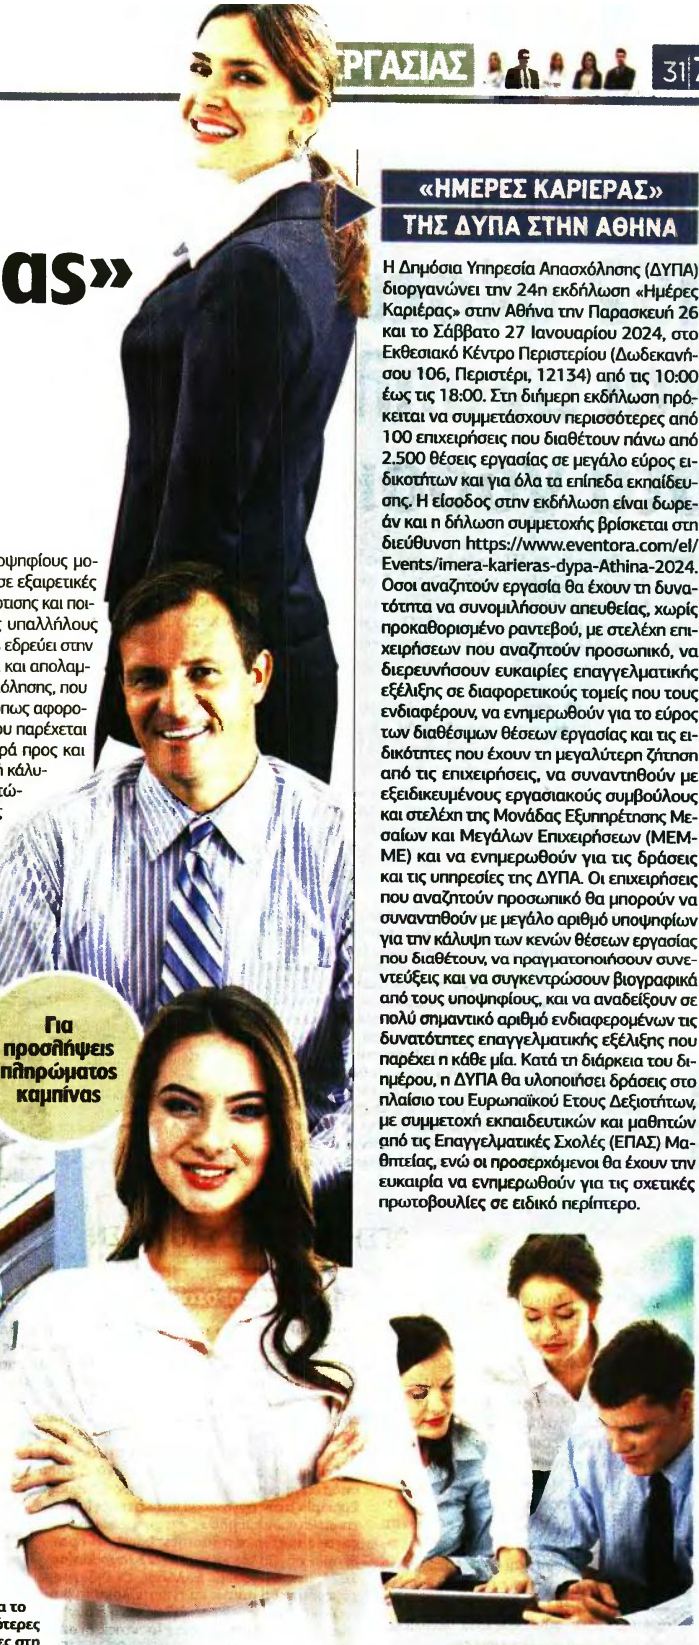 ΕΡΓΑΣΙΑΣ
31
ας»
«ΗΜΕΡΕΣ ΚΑΡΙΕΡΑΣ»
ΤΗΣ ΔΥΠΑ ΣΤΗΝ ΑΘΗΝΑ
Η Δημόσια Υπηρεσία Απασχόλησης (ΔΥΠΑ)
διοργανώνει την 24η εκδήλωση «Ημέρες
Καριέρας» στην Αθήνα την Παρασκευή 26
και το Σάββατο 27 Ιανουαρίου 2024, στο
Εκθεσιακό Κέντρο Περιστερίου (Δωδεκανή-
σου 106, Περιστέρι, 12134) από τις 10:00
έως τις 18:00. Στη διήμερη εκδήλωση πρό-
κειται να συμμετάσχουν περισσότερες από
100 επιχειρήσεις που διαθέτουν πάνω από
2.500 θέσεις εργασίας σε μεγάλο εύρος ει-
δικοτήτων και για όλα τα επίπεδα εκπαίδευ-
σης. Η είσοδος στην εκδήλωση είναι δωρε-
άν και η δήλωση συμμετοχής βρίσκεται στη
διεύθυνση https://www.eventora.com/el/
Events/imera-karieras-dypa-Athina-2024.
Οσοι αναζητούν εργασία θα έχουν τη δυνα-
τότητα να συνομιλήσουν απευθείας, χωρίς
προκαθορισμένο ραντεβού, με στελέχη επι-
χειρήσεων που αναζητούν προσωπικό, να
διερευνήσουν ευκαιρίες επαγγελματικής
εξέλιξης σε διαφορετικούς τομείς που τους
ενδιαφέρουν, να ενημερωθούν για το εύρος
των διαθέσιμων θέσεων εργασίας και τις ει-
δικότητες που έχουν τη μεγαλύτερη ζήτηση
από τις επιχειρήσεις, να συναντηθούν με
εξειδικευμένους εργασιακούς συμβούλους
και στελέχη της Μονάδας Εξυπηρέτησης Με-
σαίων και Μεγάλων Επιχειρήσεων (ΜΕΜ-
ΜΕ) και να ενημερωθούν για τις δράσεις
και τις υπηρεσίες της ΔΥΠΑ. Οι επιχειρήσεις
που αναζητούν προσωπικό θα μπορούν να
συναντηθούν με μεγάλο αριθμό υποψηφίων
για την κάλυψη των κενών θέσεων εργασίας
που διαθέτουν, να πραγματοποιήσουν συνε-
ντεύξεις και να συγκεντρώσουν βιογραφικά
από τους υποψηφίους, και να αναδείξουν σε
πολύ σημαντικό αριθμό ενδιαφερομένων τις
δυνατότητες επαγγελματικής εξέλιξης που
παρέχει η κάθε μία. Κατά τη διάρκεια του δι-
ημέρου, η ΔΥΠΑ θα υλοποιήσει δράσεις στο
πλαίσιο του Ευρωπαϊκού Ετους Δεξιοτήτων,
με συμμετοχή εκπαιδευτικών και μαθητών
από τις Επαγγελματικές Σχολές (ΕΠΑΣ) Μα-
θητείας, ενώ οι προσερχόμενοι θα έχουν την
ευκαιρία να ενημερωθούν για τις σχετικές
πρωτοβουλίες σε ειδικό περίπτερο.
οψηφίους μο-
σε εξαιρετικές
ότισης και ποι-
ς υπαλλήλους
εδρεύει στην
και απολαμ-
όλησης, που
πως αφορο-
ου παρέχεται
ρά προς και
ή κάλυ-
τώ-
ς
Για
προσλήψεις
πληρώματος
καμπίνας
α το
ότερες
ες στη